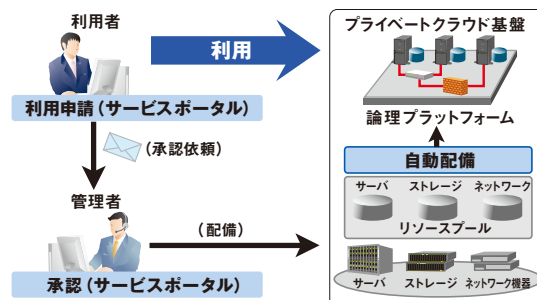 利用者
利用
利用申請（サービスポータル）
（承認依頼）
管理者
（配備）
承認（サービスポータル）
プライベートクラウド基盤
論理プラットフォーム
自動配備
サーバ ストレージ ネットワーク
リソースプール
サーバ ストレージ ネットワーク機器